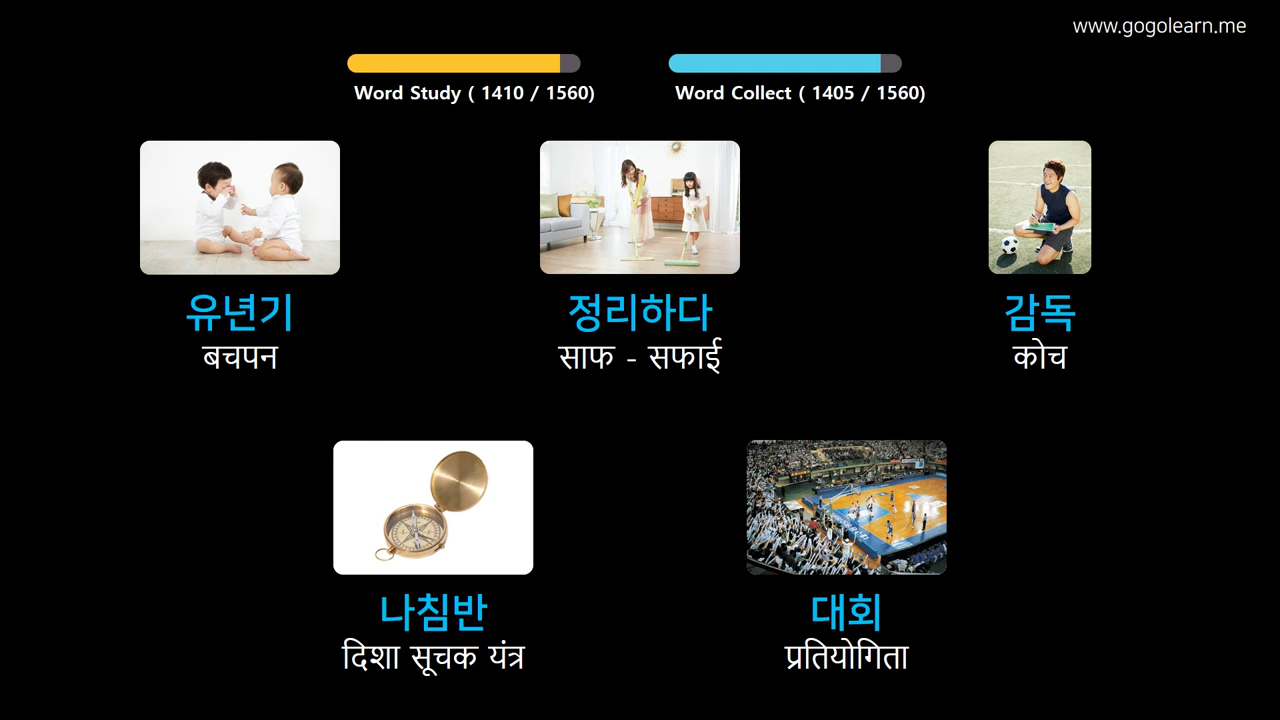 www.gogolearn.me
Word Study ( 1410 / 1560)
Word Collect ( 1405 / 1560)
유년기
बचपन
정리하다
साफ - सफाई
감독
कोच
나침반
दिशा सूचक यंत्र
대회
प्रतियोगिता